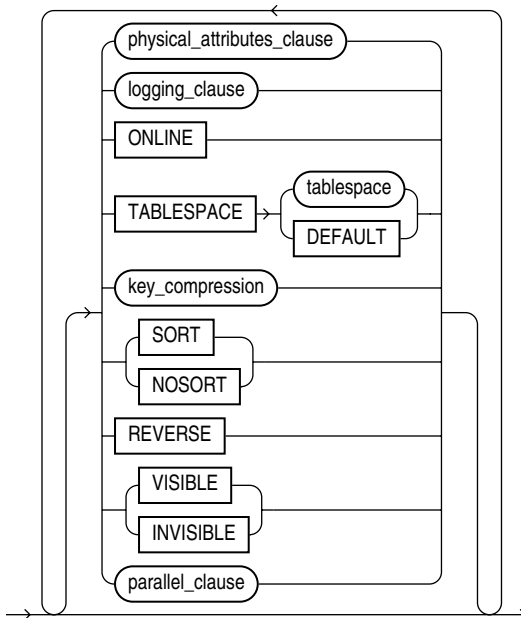 physical_attributes_clause
logging_clause
ONLINE
TABLESPACE
tablespace
DEFAULT
key_compression
SORT
NOSORT
REVERSE
VISIBLE
INVISIBLE
parallel_clause